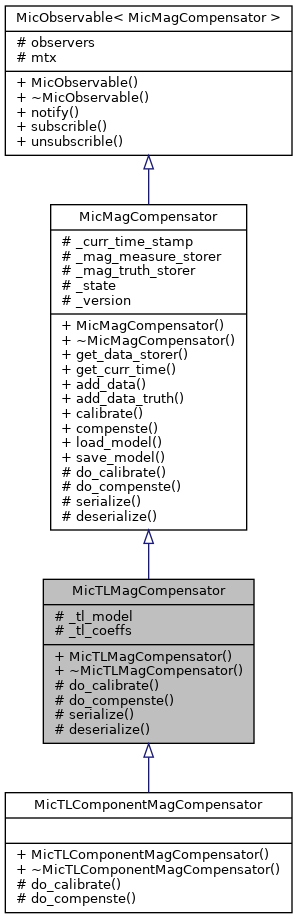 MicObservable< MicMagCompensator >
# observers
# mtx
+ MicObservable()
+ ~MicObservable()
+ notify()
+ subscrible()
+ unsubscrible()
MicMagCompensator
# _curr_time_stamp
# _mag_measure_storer
# _mag_truth_storer
# _state
# _version
+ MicMagCompensator()
+ ~MicMagCompensator()
+ get_data_storer()
+ get_curr_time()
+ add_data()
+ add_data_truth()
+ calibrate()
+ compenste()
+ load_model()
+ save_model()
# do_calibrate()
# do_compenste()
# serialize()
# deserialize()
MicTLMagCompensator
# _tl_model
# _tl_coeffs
+ MicTLMagCompensator()
+ ~MicTLMagCompensator()
# do_calibrate()
# do_compenste()
# serialize()
# deserialize()
MicTLComponentMagCompensator
+ MicTLComponentMagCompensator()
+ ~MicTLComponentMagCompensator()
# do_calibrate()
# do_compenste()